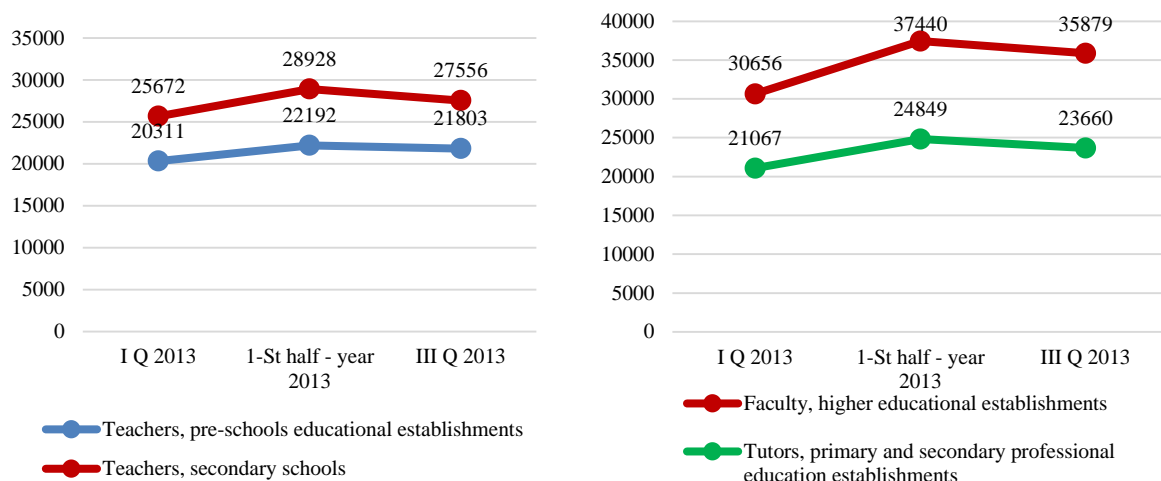 35000
30000
25000
20000
15000
10000
5000
0
25672
28928
27556
20311
22192
21803
I Q 2013
1-St half - year
2013
III Q 2013
Teachers, pre-schools educational establishments
Teachers, secondary schools
40000
35000
30000
25000
20000
15000
10000
5000
0
30656
37440
35879
21067
24849
23660
I Q 2013
1-St half - year
2013
III Q 2013
Faculty, higher educational establishments
Tutors, primary and secondary professional
education establishments